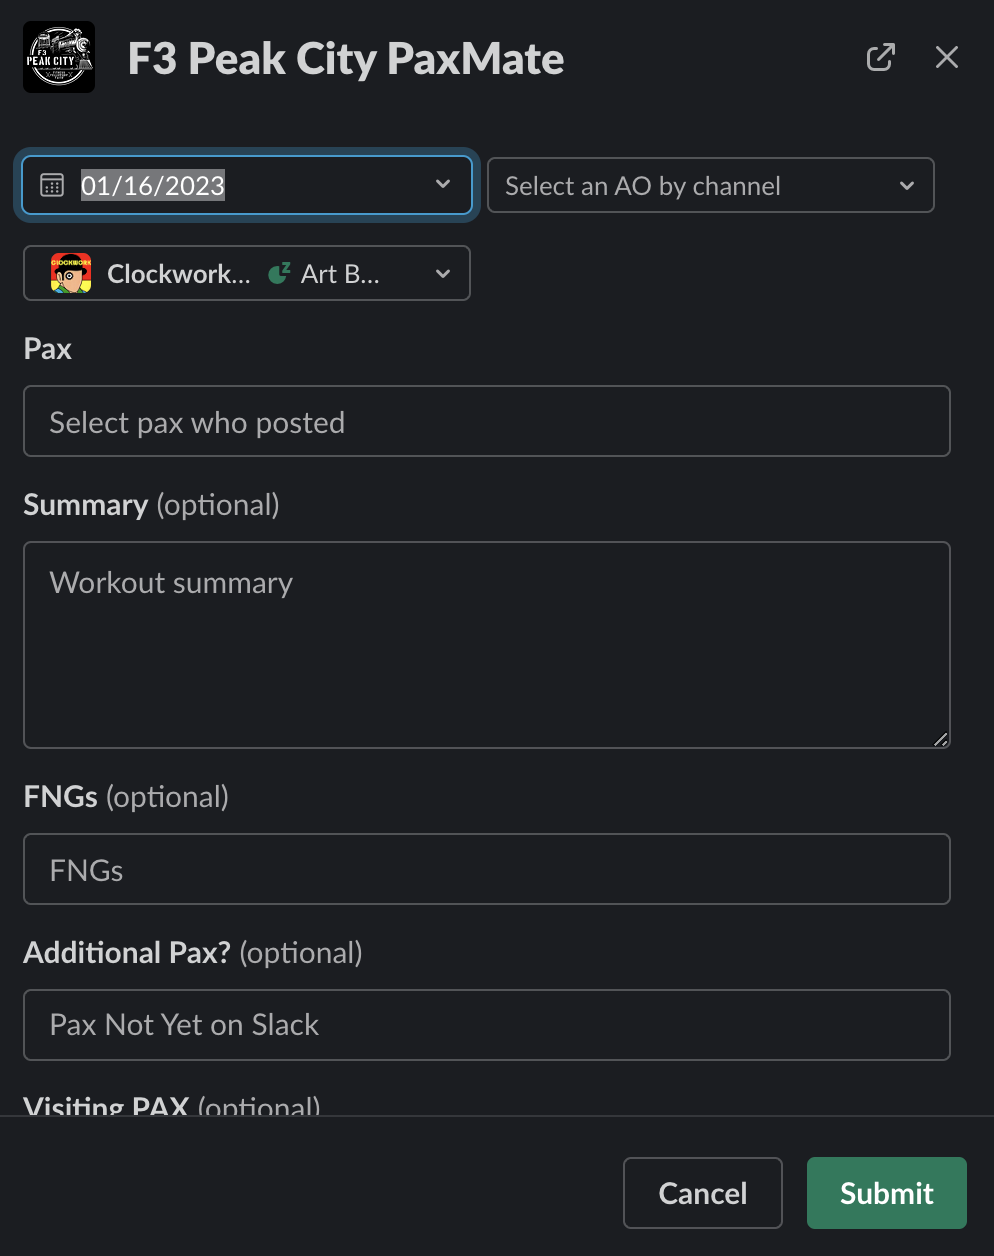 F3
PEAK CITY
F3 Peak City PaxMate
01/16/2023
Select an AO by channel
CLOCKWORK
Clockwork...
z
Art B...
Pax
Select pax who posted
Summary (optional)
Workout summary
FNGs (optional)
FNGs
Additional Pax? (optional)
Pax Not Yet on Slack
Visiting PAX (optional)
Cancel
Submit